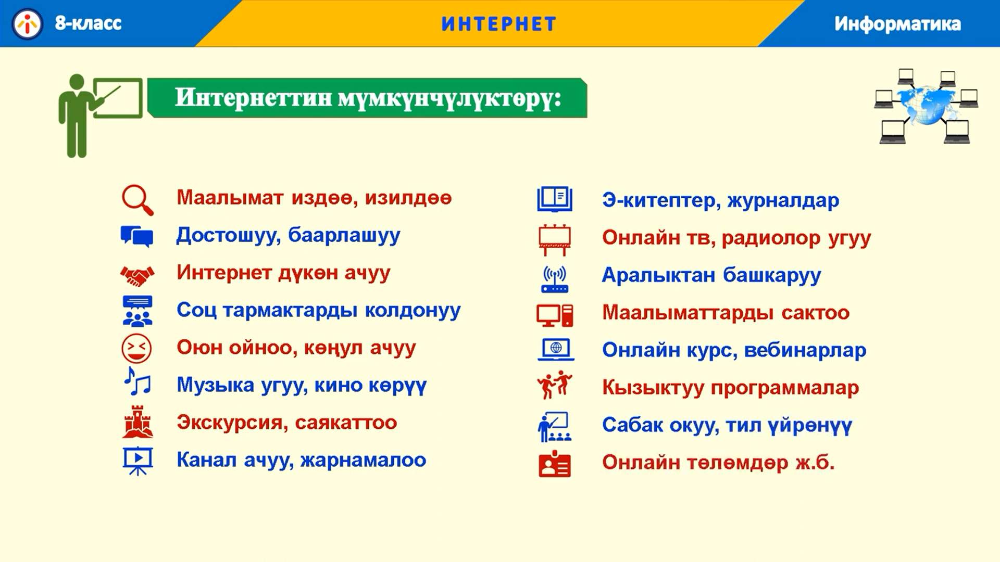 8-класс
ИНТЕРНЕТ
Информатика
Интернеттин мүмкүнчүлүктөрү:
Маалымат издөө, изилдөө
Достошуу, баарлашуу
Интернет дүкөн ачуу
Соц тармактарды колдонуу
Оюн ойноо, көңул ачуу
Музыка угуу, кино көрүү
Экскурсия, саякаттоо
Канал ачуу, жарнамалоо
Э-китептер, журналдар
Онлайн тв, радиолор угуу
Аралыктан башкаруу
Маалыматтарды сактоо
Онлайн курс, вебинарлар
Кызыктуу программалар
Сабак окуу, тил үйрөнүү
Онлайн төлөмдөр ж.б.